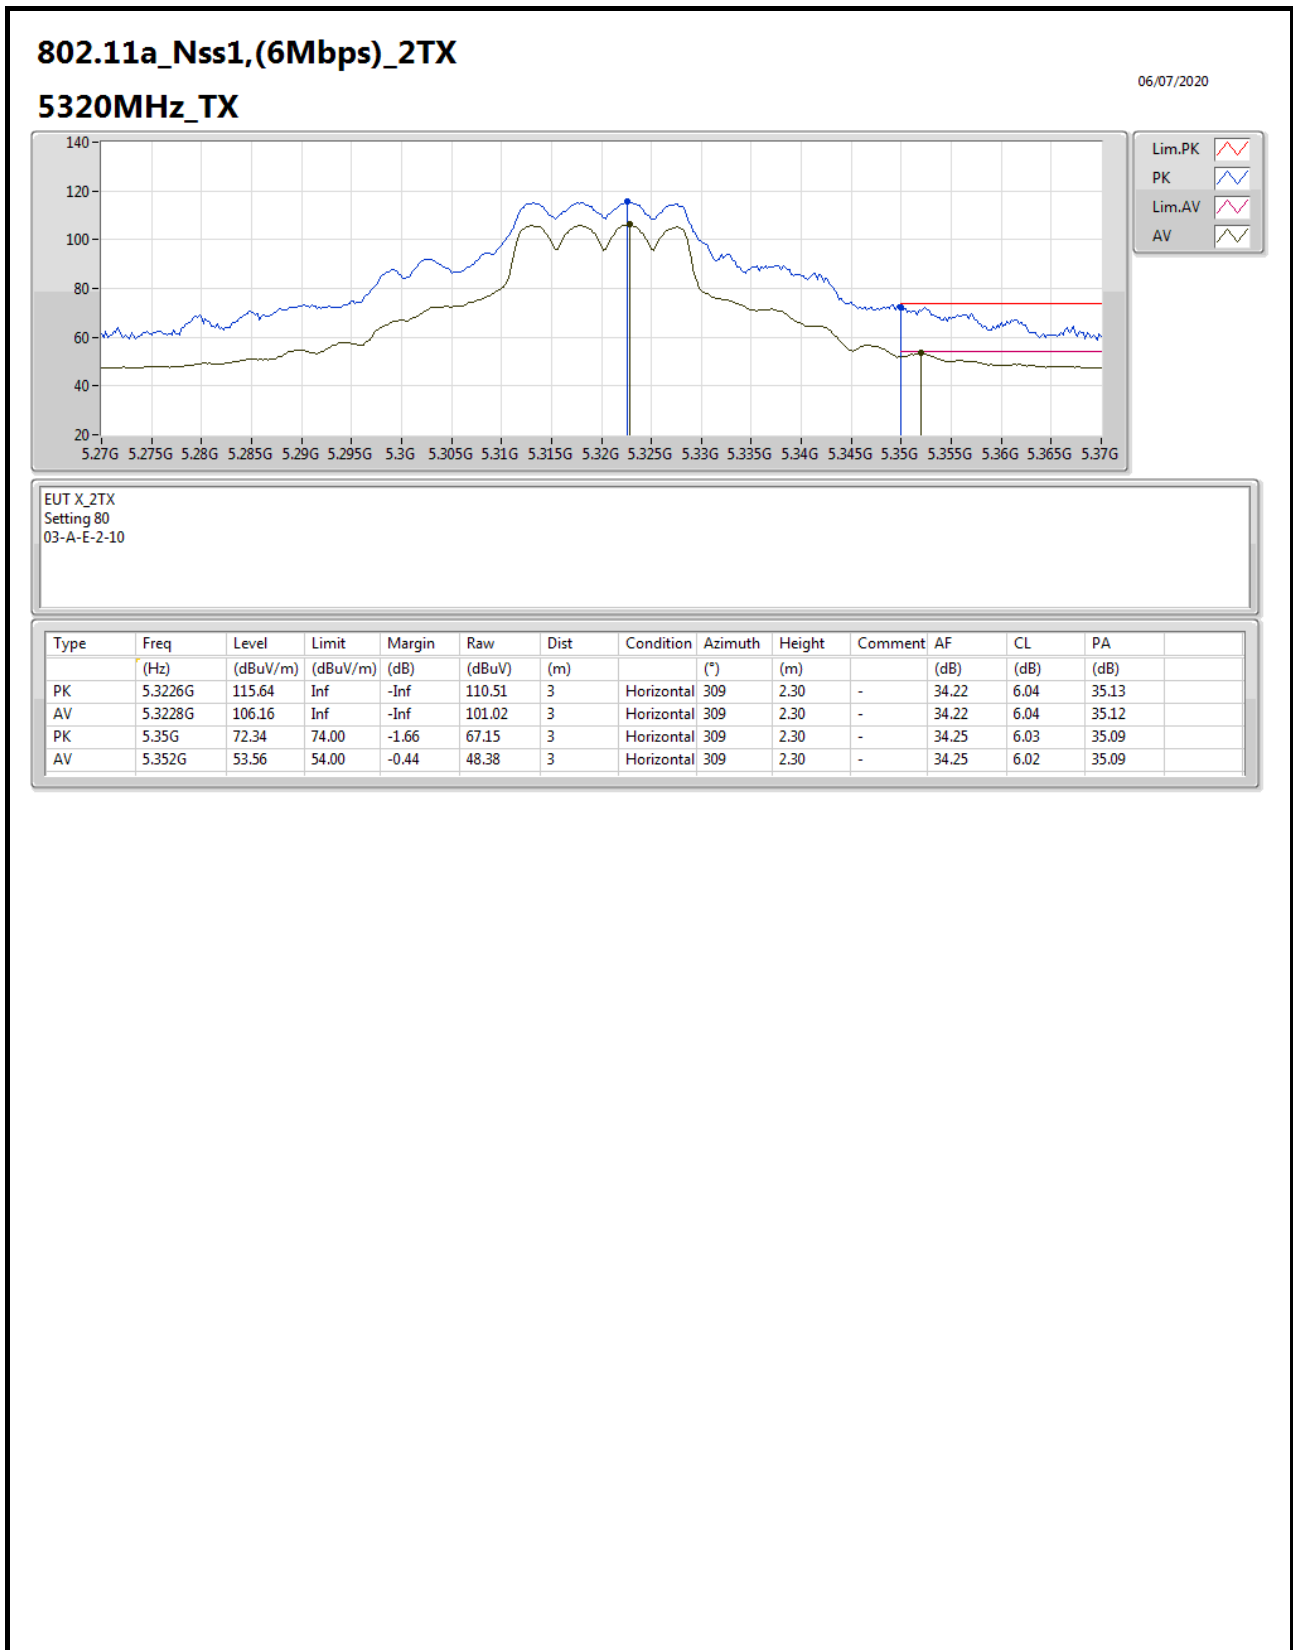 802.11a_Nss1,(6Mbps)_2TX
06/07/2020
5320MHz_TX
140
120
100
80
60
40
20
5.27G 5.275G 5.28G 5.285G 5.29G 5.295G 5.3G 5.305G 5.31G 5.315G 5.32G 5.325G 5.33G 5.335G 5.34G 5.345G 5.35G 5.355G 5.36G 5.365G 5.37G
Lim.PK
PK
Lim.AV
AV
EUT X_2TX
Setting 80
03-A-E-2-10
Type Freq Level Limit Margin Raw Dist Condition Azimuth Height Comment AF CL PA
(Hz) (dBuV/m) (dBuV/m) (dB) (dBuV) (m) (°) (m) (dB) (dB) (dB)
PK 5.3226G 115.64 Inf -Inf 110.51 3 Horizontal 309 2.30 - 34.22 6.04 35.13
AV 5.3228G 106.16 Inf -Inf 101.02 3 Horizontal 309 2.30 - 34.22 6.04 35.12
PK 5.35G 72.34 74.00 -1.66 67.15 3 Horizontal 309 2.30 - 34.25 6.03 35.09
AV 5.352G 53.56 54.00 -0.44 48.38 3 Horizontal 309 2.30 - 34.25 6.02 35.09